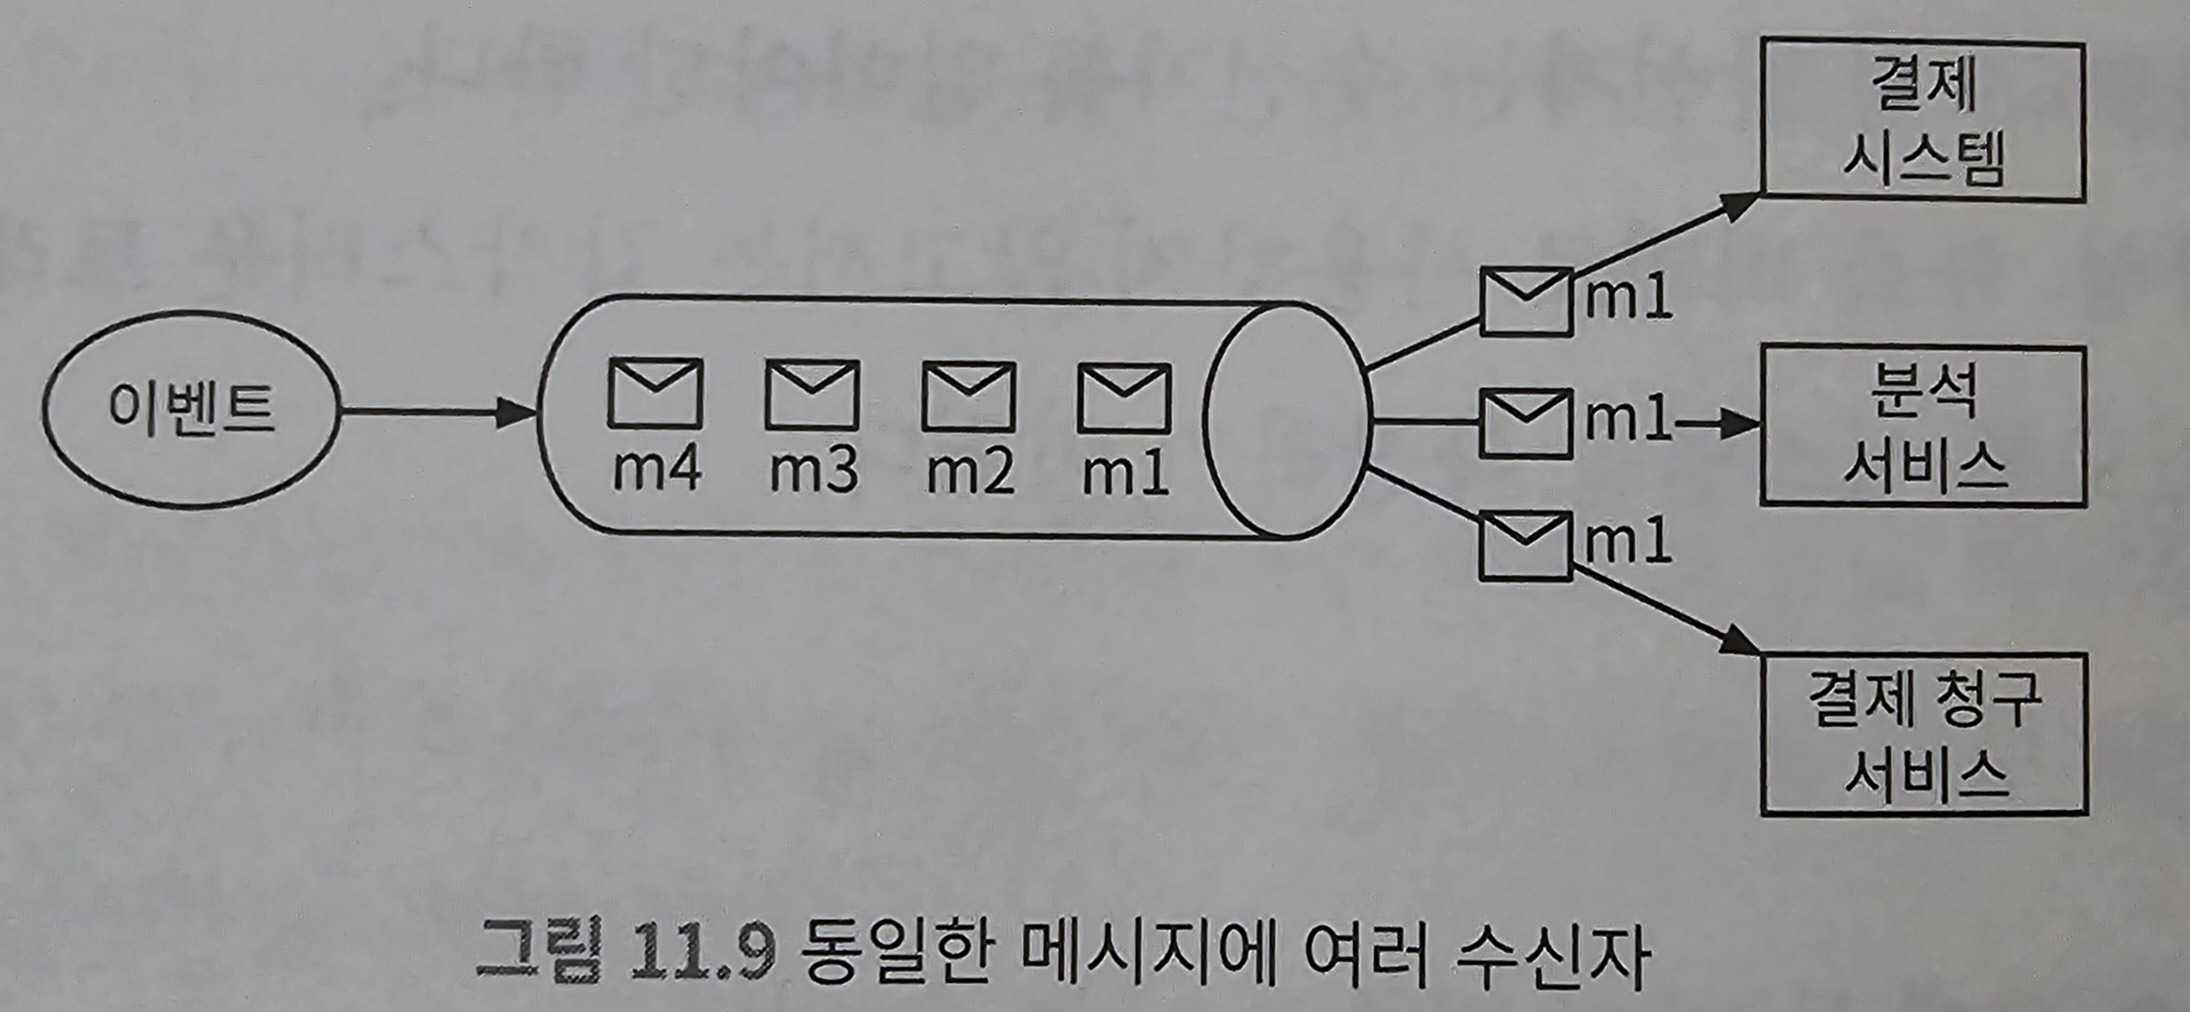 이벤트
m4
m3
m2
m1
m1
m1
m1
결제
시스템
분석
서비스
결제 청구
서비스
그림 11.9 동일한 메시지에 여러 수신자